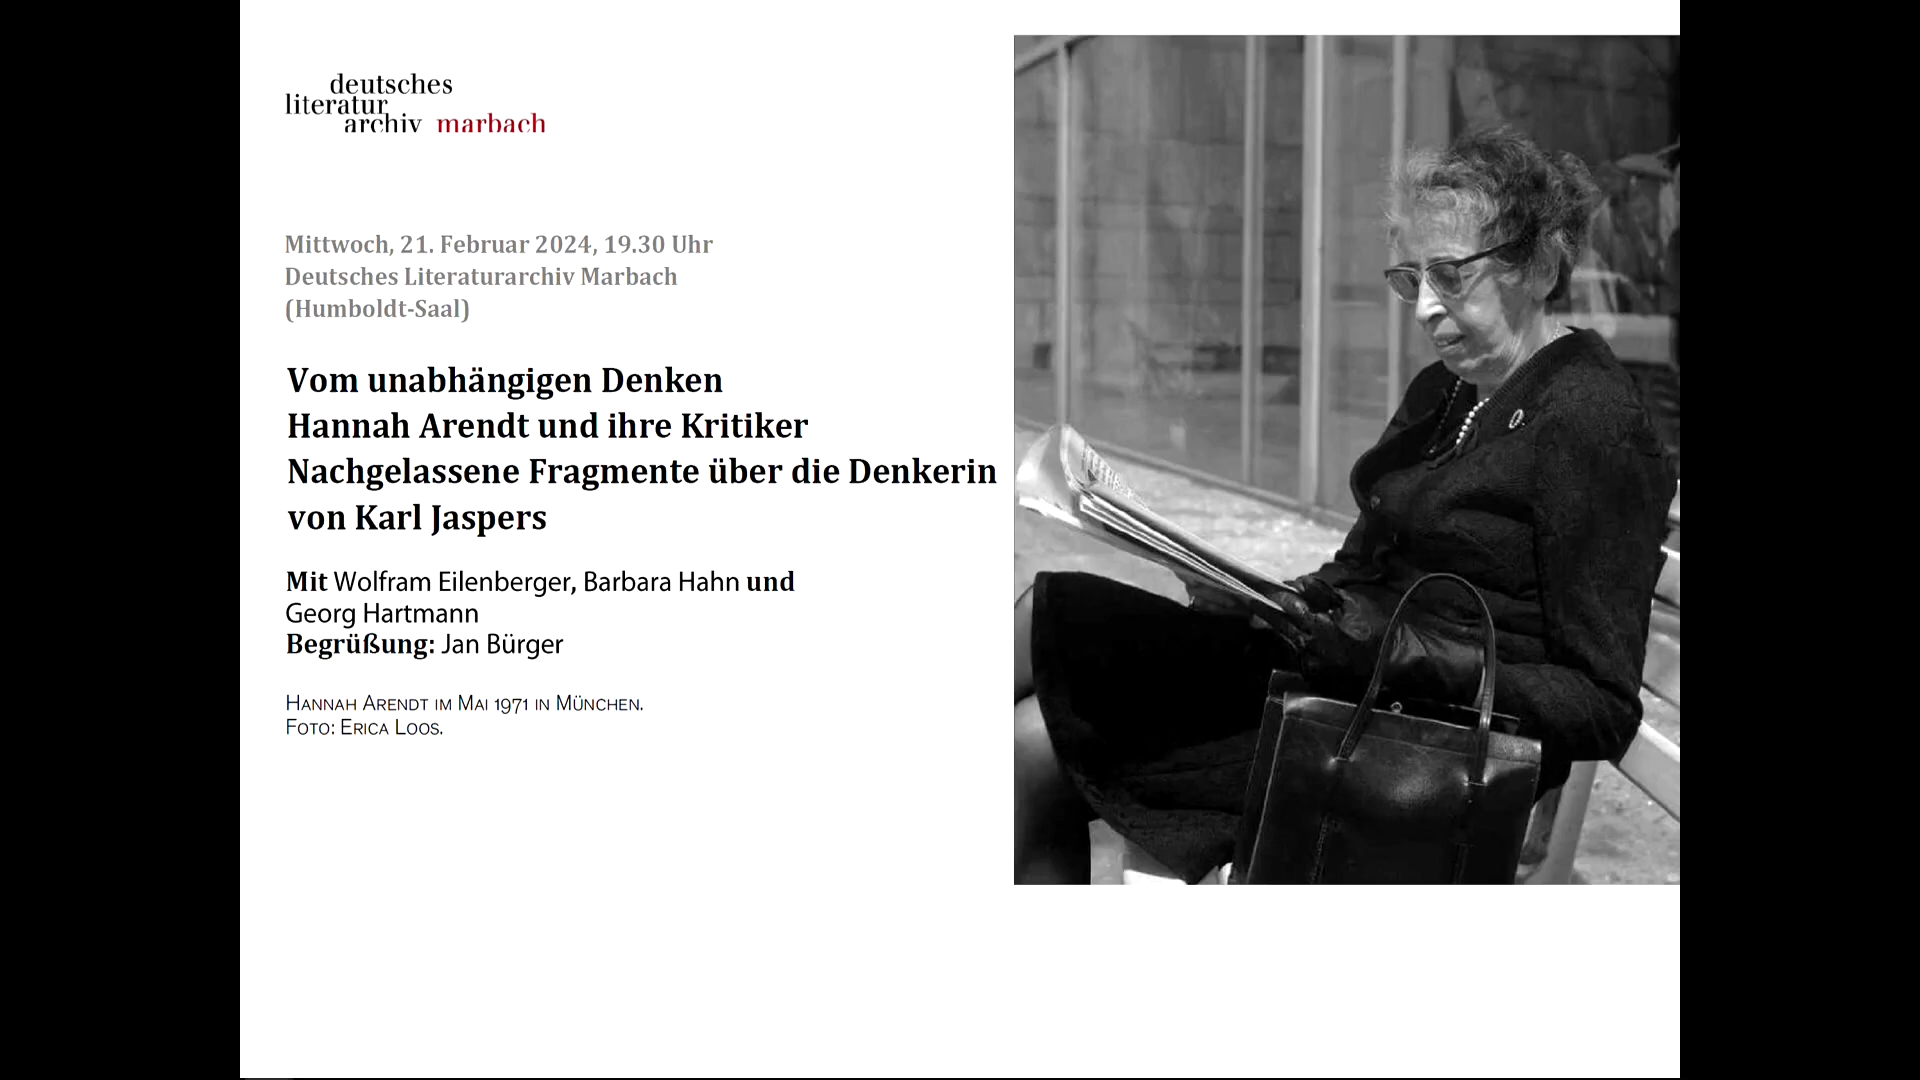 deutsches
literatur
archiv marbach
Mittwoch, 21. Februar 2024, 19.30 Uhr
Deutsches Literaturarchiv Marbach
(Humboldt-Saal)
Vom unabhängigen Denken
Hannah Arendt und ihre Kritiker
Nachgelassene Fragmente über die Denkerin
von Karl Jaspers
Mit Wolfram Eilenberger, Barbara Hahn und
Georg Hartmann
Begrüßung: Jan Bürger
Hannah Arendt im Mai 1971 in München.
Foto: Erica Loos.